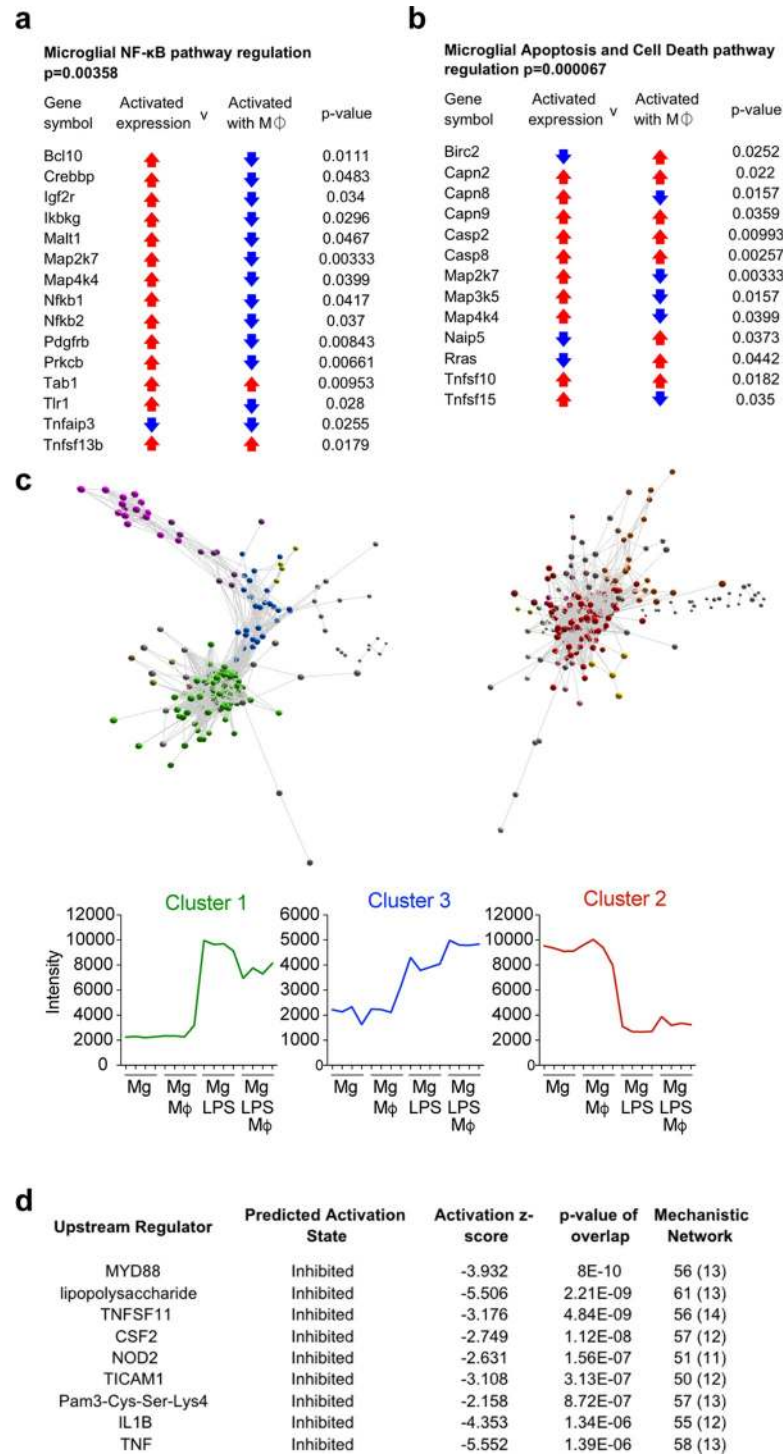 a
Microglial NF-κB pathway regulation
p=0.00358
Gene symbol Activated expression v Activated with MΦ p-value
Bcl10 0.0111
Crebbp 0.0483
Igf2r 0.034
Ikbkg 0.0296
Malt1 0.0467
Map2k7 0.00333
Map4k4 0.0399
Nfkb1 0.0417
Nfkb2 0.037
Pdgfrb 0.00843
Prkcb 0.00661
Tab1 0.00953
Tlr1 0.028
Tnfaip3 0.0255
Tnfsf13b 0.0179
b
Microglial Apoptosis and Cell Death pathway
regulation p=0.000067
Gene symbol Activated expression v Activated with MΦ p-value
Birc2 0.0252
Capn2 0.022
Capn8 0.0157
Capn9 0.0359
Casp2 0.00993
Casp8 0.00257
Map2k7 0.00333
Map3k5 0.0157
Map4k4 0.0399
Naip5 0.0373
Rras 0.0442
Tnfsf10 0.0182
Tnfsf15 0.035
c
Cluster 1
Intensity
12000
10000
8000
6000
4000
2000
0
Mg
Mg Mϕ
Mg LPS
Mg LPS Mϕ
Cluster 3
6000
5000
4000
3000
2000
1000
0
Mg
Mg Mϕ
Mg LPS
Mg LPS Mϕ
Cluster 2
12000
10000
8000
6000
4000
2000
0
Mg
Mg Mϕ
Mg LPS
Mg LPS Mϕ
d
Upstream Regulator Predicted Activation State Activation z-score p-value of overlap Mechanistic Network
MYD88 Inhibited -3.932 8E-10 56 (13)
lipopolysaccharide Inhibited -5.506 2.21E-09 61 (13)
TNFSF11 Inhibited -3.176 4.84E-09 56 (14)
CSF2 Inhibited -2.749 1.12E-08 57 (12)
NOD2 Inhibited -2.631 1.56E-07 51 (11)
TICAM1 Inhibited -3.108 3.13E-07 50 (12)
Pam3-Cys-Ser-Lys4 Inhibited -2.158 8.72E-07 57 (13)
IL1B Inhibited -4.353 1.34E-06 55 (12)
TNF Inhibited -5.552 1.39E-06 58 (13)